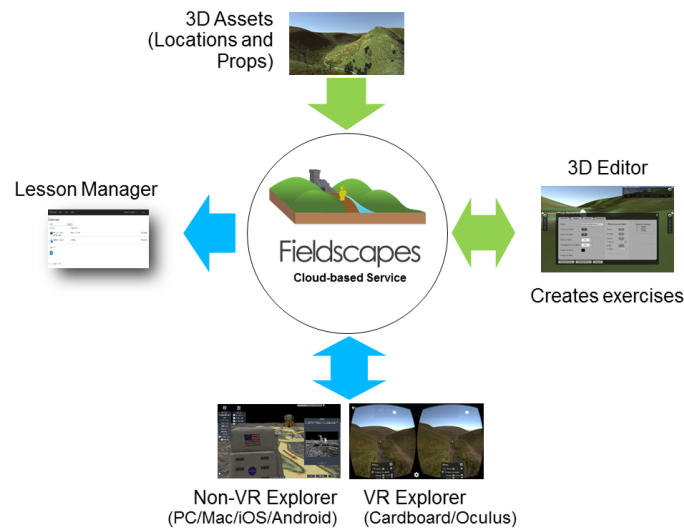 3D Assets
(Locations and
Props)
Lesson Manager
3D Editor
Fieldscapes
Cloud-based Service
Creates exercises
Non-VR Explorer
(PC/Mac/iOS/Android)
VR Explorer
(Cardboard/Oculus)